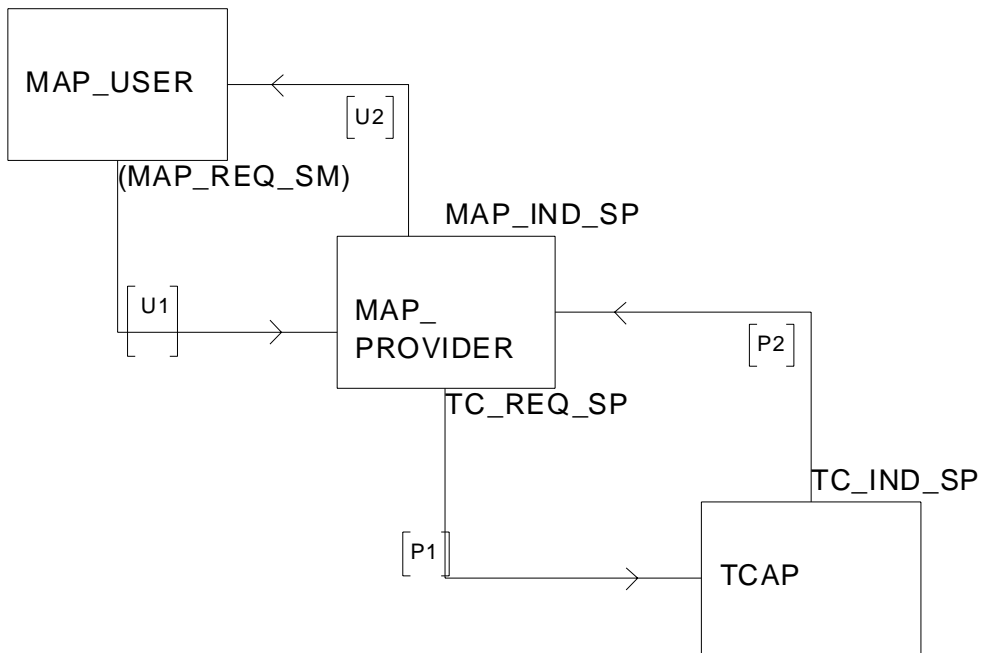 MAP_USER
U2
(MAP_REQ_SM)
MAP_IND_SP
U1
MAP_
PROVIDER
P2
TC_REQ_SP
TC_IND_SP
P1
TCAP